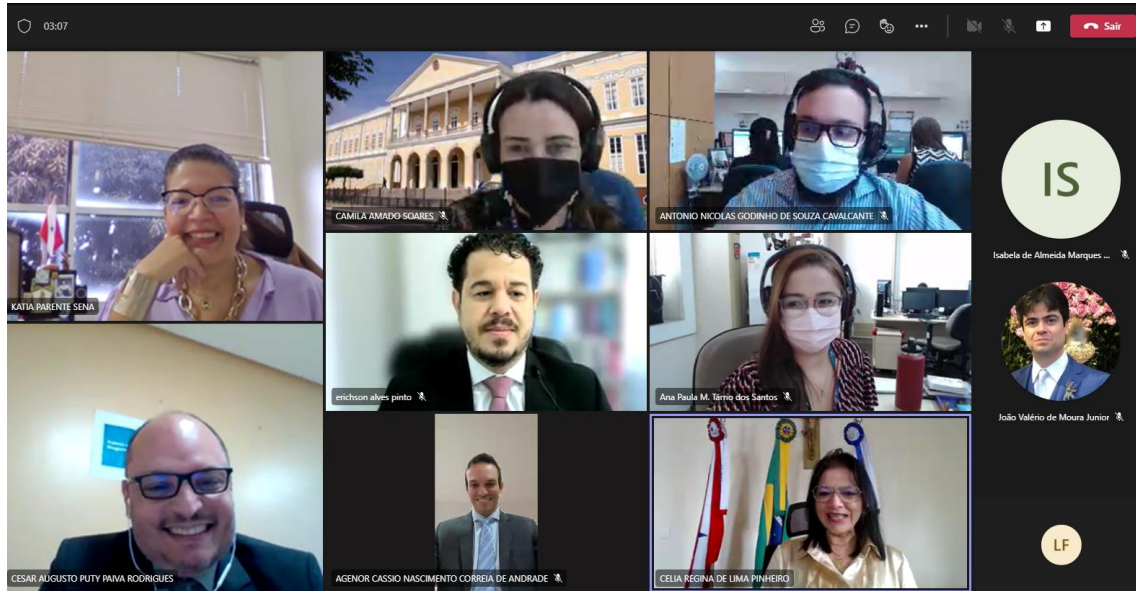 03:07
Sair
KATIA PARENTE SENA
CAMILA AMADO SOARES
ANTONIO NICOLAS GODINHO DE SOUZA CAVALCANTE
IS
Isabela de Almeida Marques ...
erichson alves pinto
Ana Paula M. Tárrio dos Santos
João Valério de Moura Junior
CESAR AUGUSTO PUTY PAIVA RODRIGUES
AGENOR CASSIO NASCIMENTO CORREIA DE ANDRADE
CELIA REGINA DE LIMA PINHEIRO
LF